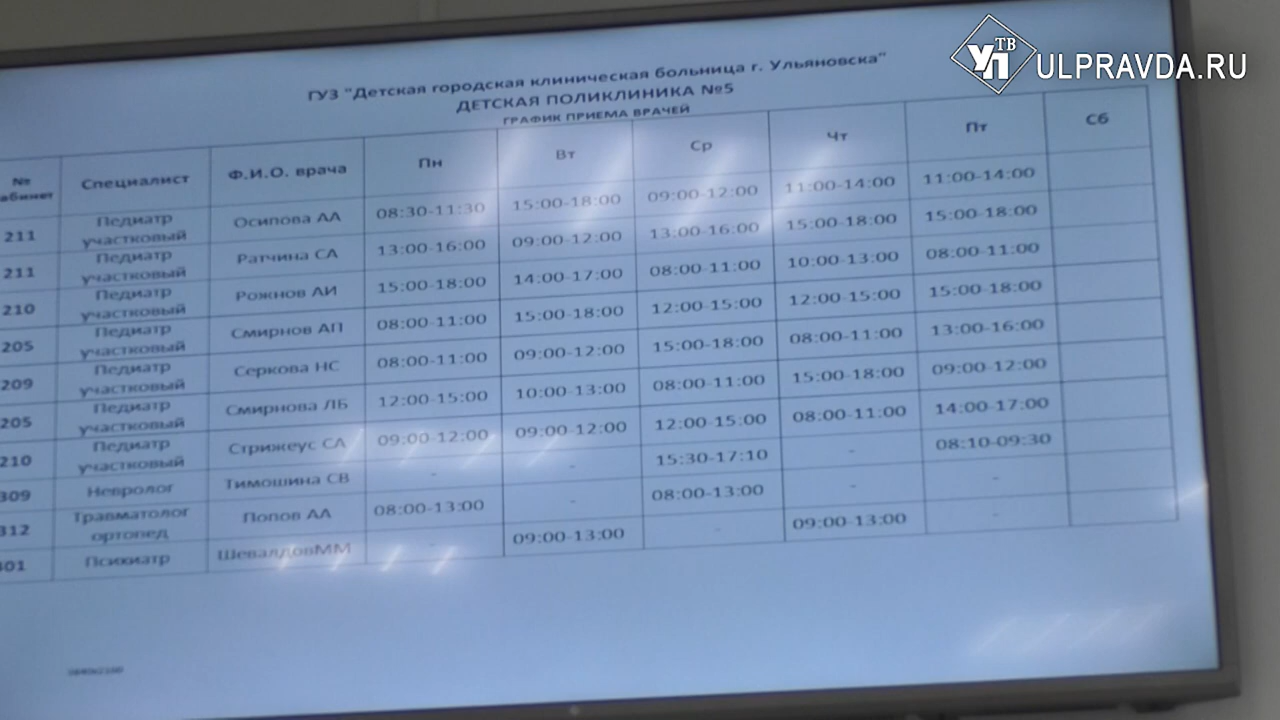 УП ТВ ULPRAVDA.RU
ГУЗ "Детская городская клиническая больница г. Ульяновска"
ДЕТСКАЯ ПОЛИКЛИНИКА №5
ГРАФИК ПРИЕМА ВРАЧЕЙ
№ Специалист Ф.И.О. врача Пн Вт Ср Чт Пт Сб
211 Педиатр участковый Осипова АА 08:30-11:30 15:00-18:00 09:00-12:00 11:00-14:00 11:00-14:00
211 Педиатр участковый Ратчина СА 13:00-16:00 09:00-12:00 13:00-16:00 15:00-18:00 15:00-18:00
210 Педиатр участковый Рожнов АИ 15:00-18:00 14:00-17:00 08:00-11:00 10:00-13:00 08:00-11:00
205 Педиатр участковый Смирнов АП 08:00-11:00 15:00-18:00 12:00-15:00 12:00-15:00 15:00-18:00
209 Педиатр участковый Серкова НС 08:00-11:00 09:00-12:00 15:00-18:00 08:00-11:00 13:00-16:00
205 Педиатр участковый Смирнова ЛБ 12:00-15:00 10:00-13:00 08:00-11:00 15:00-18:00 09:00-12:00
210 Педиатр участковый Стрижеус СА 09:00-12:00 09:00-12:00 12:00-15:00 08:00-11:00 14:00-17:00
309 Невролог Тимошина СВ - - 15:30-17:10 - 08:10-09:30
312 Травматолог ортопед Попов АА 08:00-13:00 - 08:00-13:00 - -
401 Психиатр ШевалдовММ - 09:00-13:00 - 09:00-13:00 -